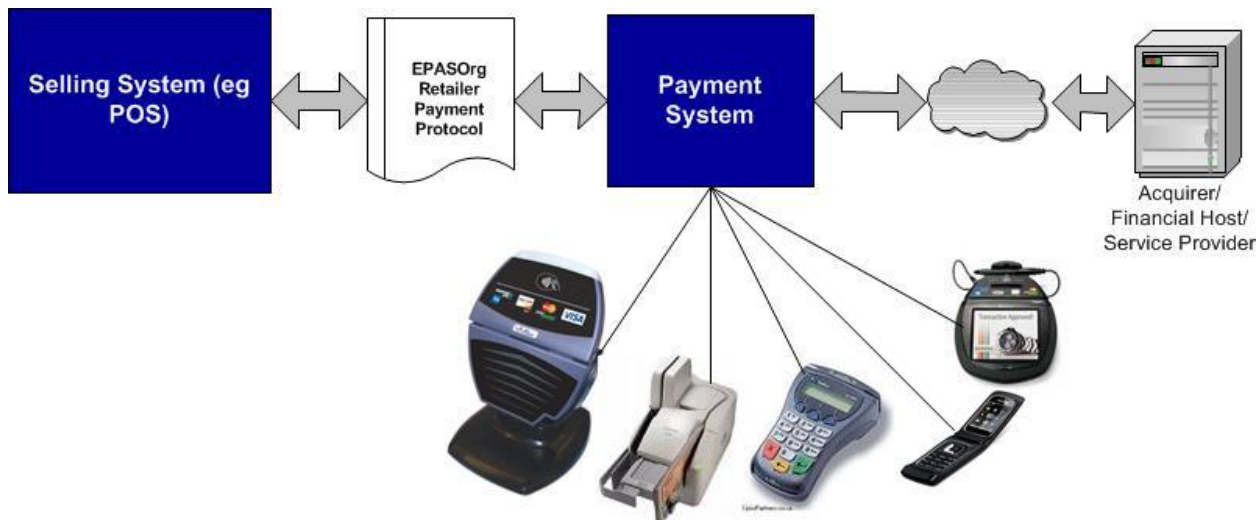 Selling System (eg
POS)
EPASOrg
Retailer
Payment
Protocol
Payment
System
Acquirer/
Financial Host/
Service Provider
VISA
Transaction Approved!